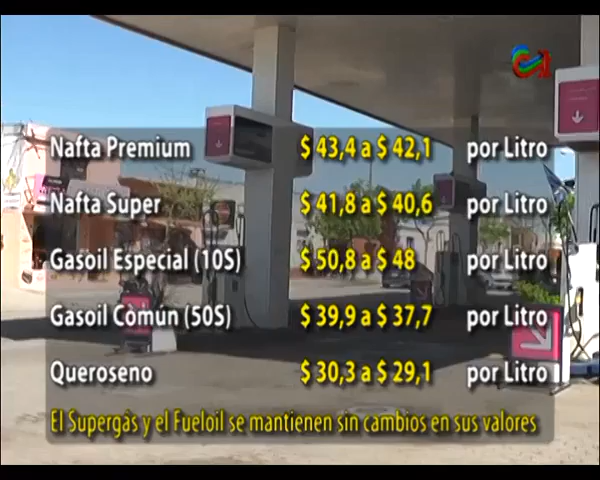 Nafta Premium $ 43,4 a $ 42,1 por Litro
Nafta Super $ 41,8 a $ 40,6 por Litro
Gasoil Especial (10S) $ 50,8 a $ 48 por Litro
Gasoil Común (50S) $ 39,9 a $ 37,7 por Litro
Queroseno $ 30,3 a $ 29,1 por Litro
El Supergás y el Fueloil se mantienen sin cambios en sus valores